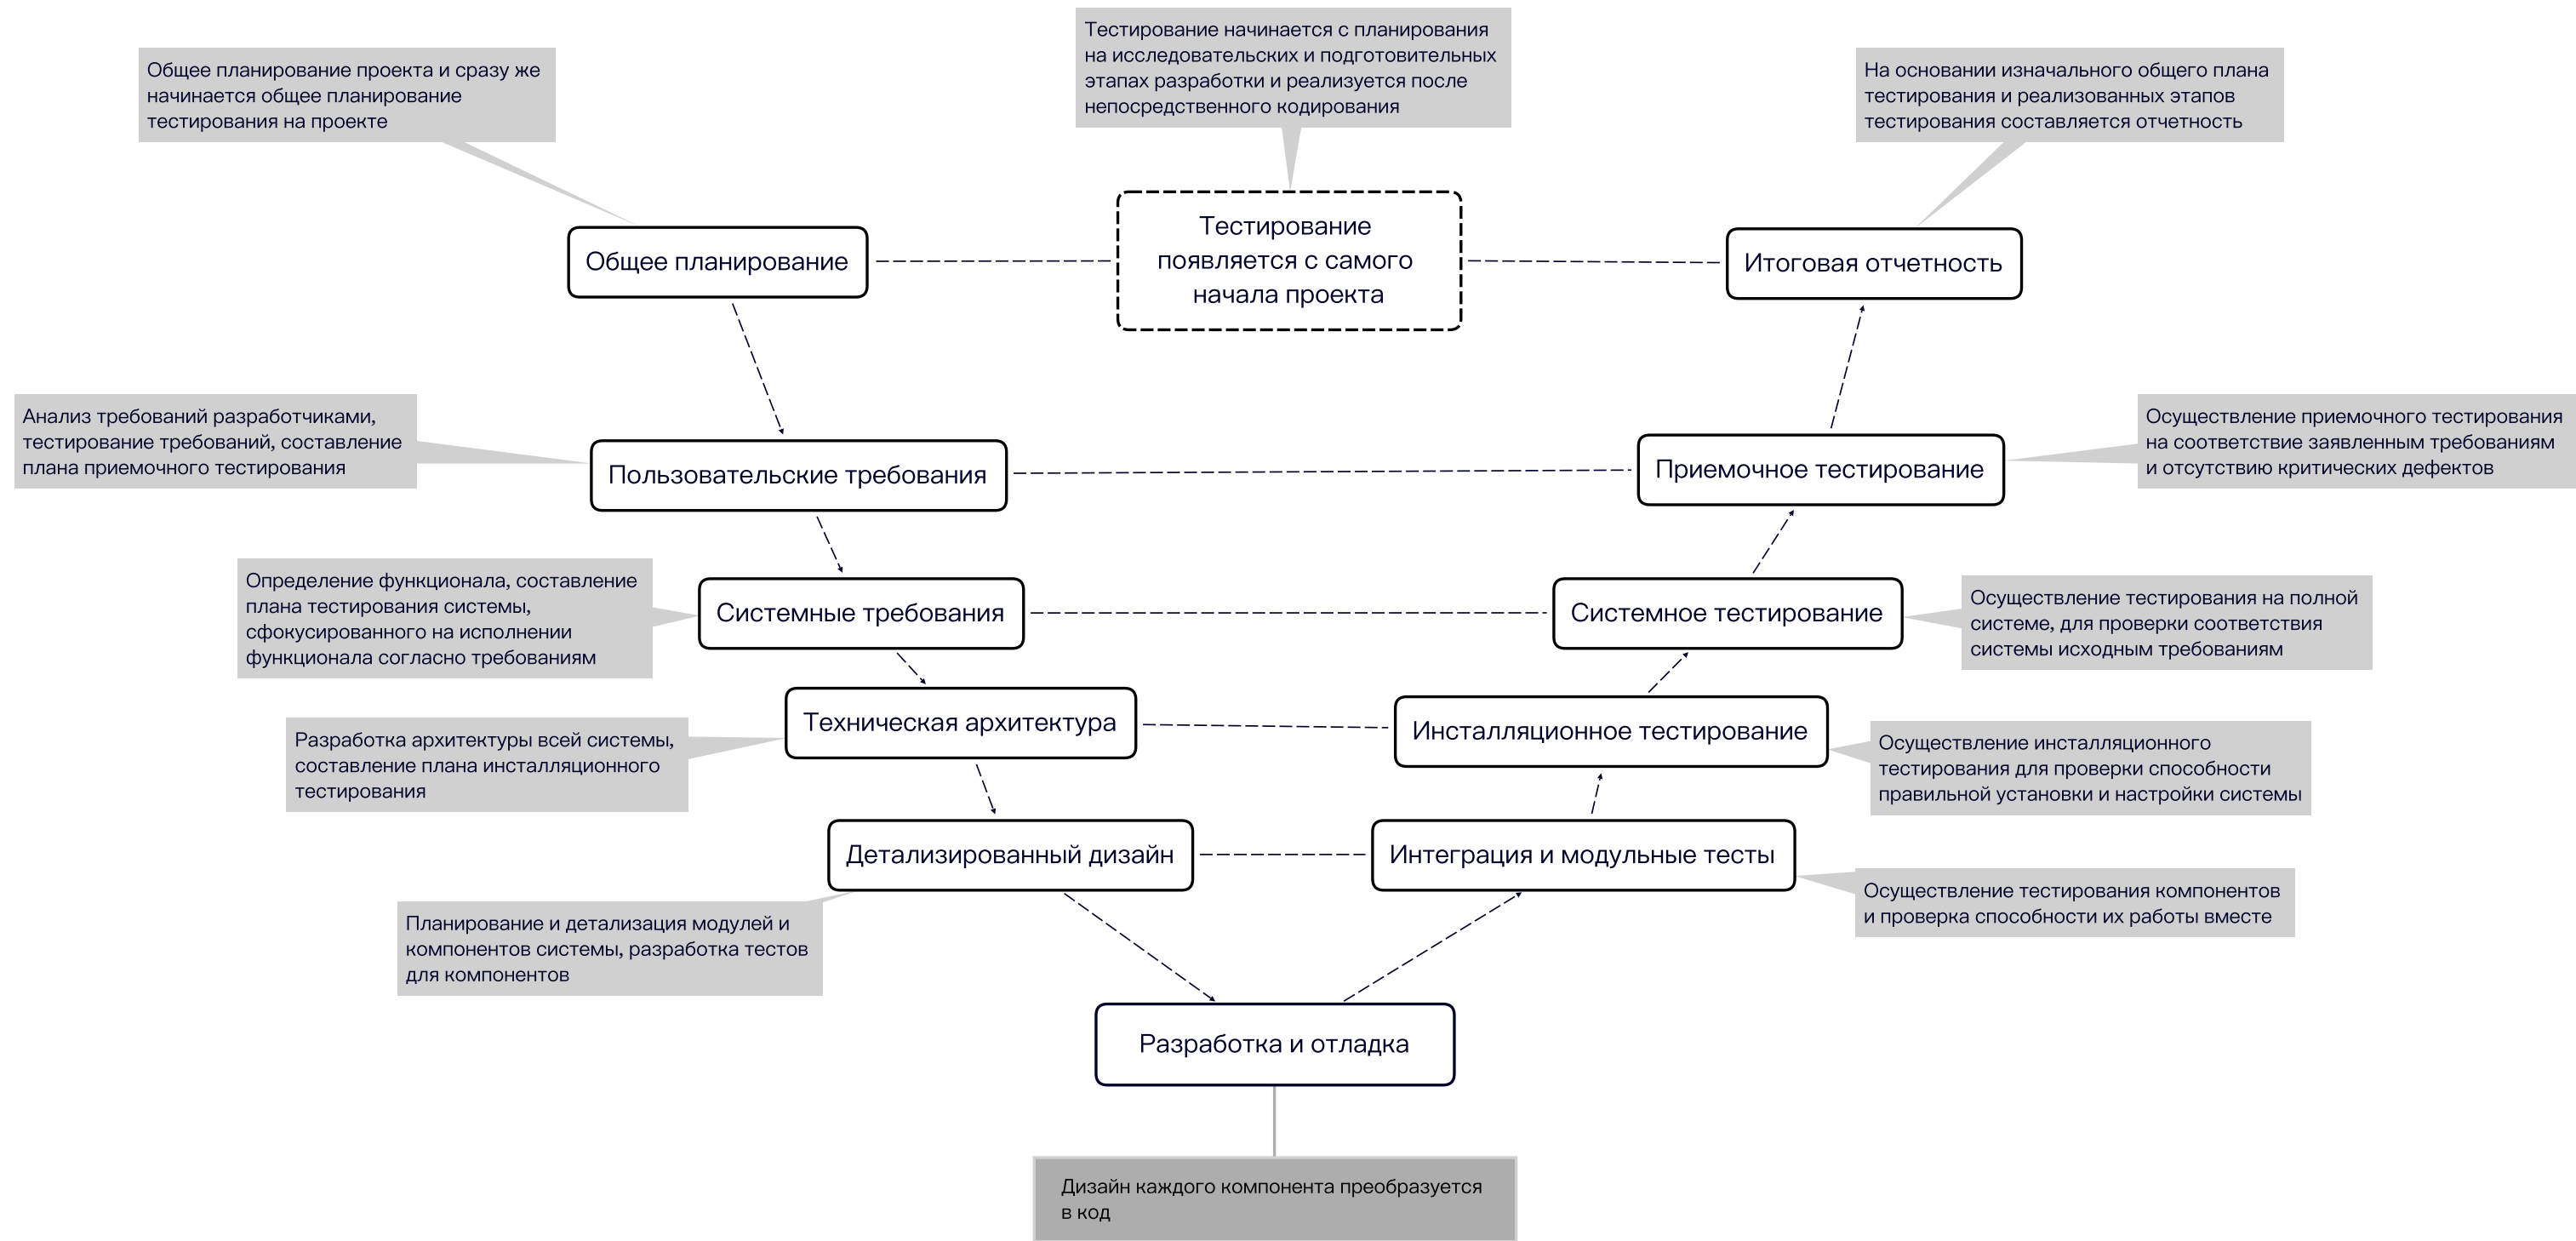 Тестирование начинается с планирования
на исследовательских и подготовительных
этапах разработки и реализуется после
непосредственного кодирования
Общее планирование проекта и сразу же
начинается общее планирование
тестирования на проекте
На основании изначального общего плана
тестирования и реализованных этапов
тестирования составляется отчетность
Общее планирование
Тестирование
появляется с самого
начала проекта
Итоговая отчетность
Анализ требований разработчиками,
тестирование требований, составление
плана приемочного тестирования
Пользовательские требования
Приемочное тестирование
Осуществление приемочного тестирования
на соответствие заявленным требованиям
и отсутствию критических дефектов
Определение функционала, составление
плана тестирования системы,
сфокусированного на исполнении
функционала согласно требованиям
Системные требования
Системное тестирование
Осуществление тестирования на полной
системе, для проверки соответствия
системы исходным требованиям
Разработка архитектуры всей системы,
составление плана инсталляционного
тестирования
Техническая архитектура
Инсталляционное тестирование
Осуществление инсталляционного
тестирования для проверки способности
правильной установки и настройки системы
Детализированный дизайн
Интеграция и модульные тесты
Осуществление тестирования компонентов
и проверка способности их работы вместе
Планирование и детализация модулей и
компонентов системы, разработка тестов
для компонентов
Разработка и отладка
Дизайн каждого компонента преобразуется
в код